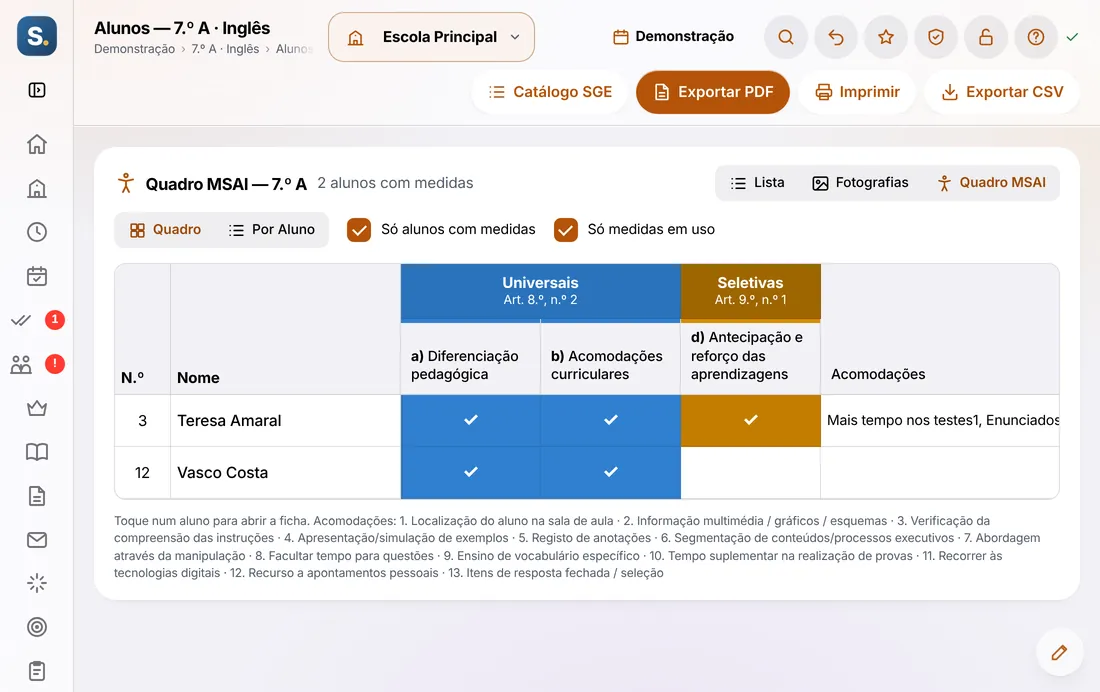 S.
Alunos — 7.º A · Inglês
Demonstração › 7.º A · Inglês › Alunos
Escola Principal
Demonstração
Catálogo SGE
Exportar PDF
Imprimir
Exportar CSV
1
!
Quadro MSAI — 7.º A 2 alunos com medidas
Lista
Fotografias
Quadro MSAI
Quadro
Por Aluno
Só alunos com medidas
Só medidas em uso
Universais
Art. 8.º, n.º 2
Seletivas
Art. 9.º, n.º 1
N.º
Nome
a) Diferenciação
pedagógica
b) Acomodações
curriculares
d) Antecipação e
reforço das
aprendizagens
Acomodações
3 Teresa Amaral Mais tempo nos testes1, Enunciados
12 Vasco Costa
Toque num aluno para abrir a ficha. Acomodações: 1. Localização do aluno na sala de aula · 2. Informação multimédia / gráficos / esquemas · 3. Verificação da
compreensão das instruções · 4. Apresentação/simulação de exemplos · 5. Registo de anotações · 6. Segmentação de conteúdos/processos executivos · 7. Abordagem
através da manipulação · 8. Facultar tempo para questões · 9. Ensino de vocabulário específico · 10. Tempo suplementar na realização de provas · 11. Recorrer às
tecnologias digitais · 12. Recurso a apontamentos pessoais · 13. Itens de resposta fechada / seleção